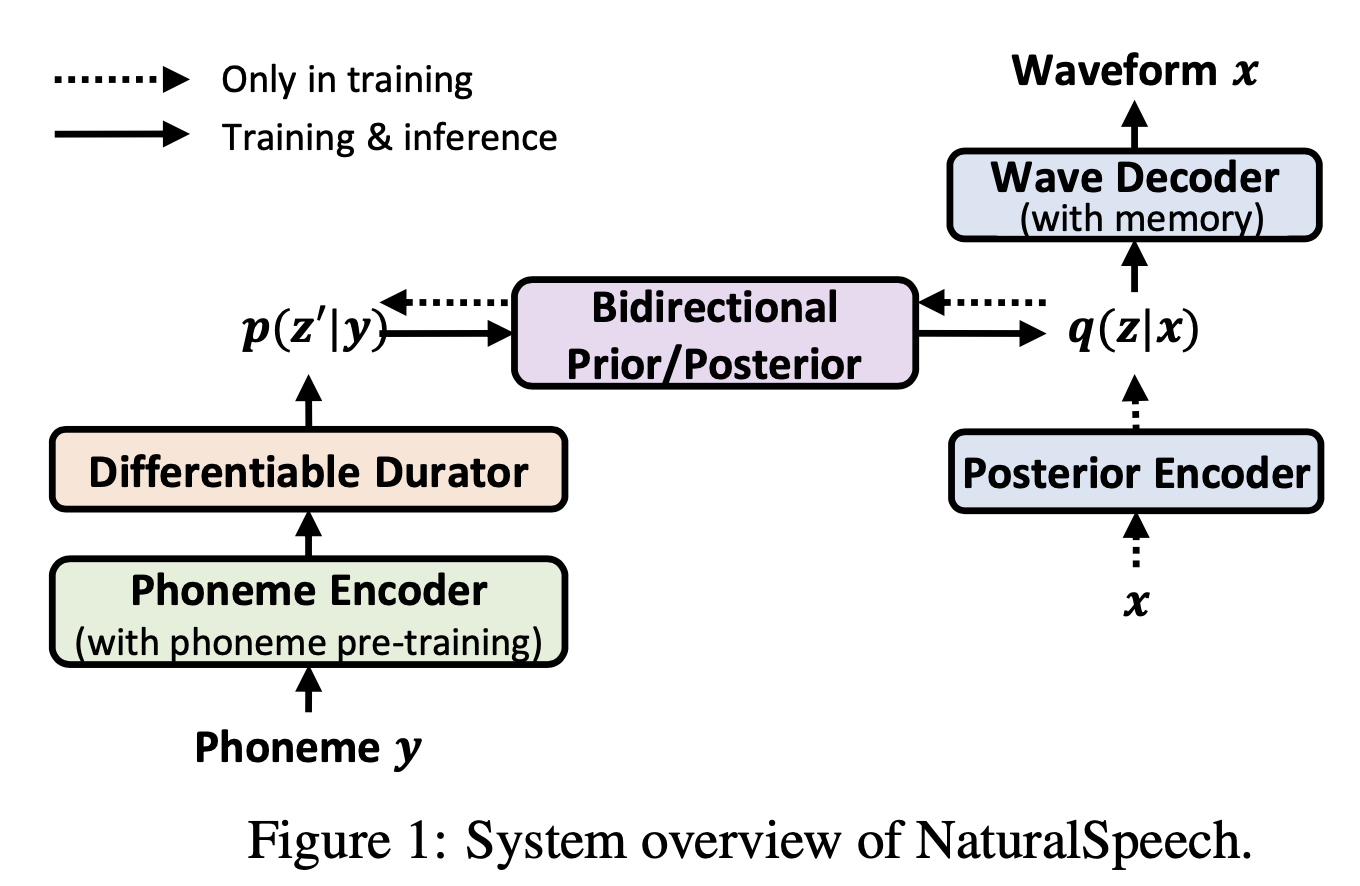 Only in training
Training & inference
Waveform x
Wave Decoder
(with memory)
p(z′|y)
Bidirectional
Prior/Posterior
q(z|x)
Differentiable Durator
Posterior Encoder
Phoneme Encoder
(with phoneme pre-training)
x
Phoneme y
Figure 1: System overview of NaturalSpeech.